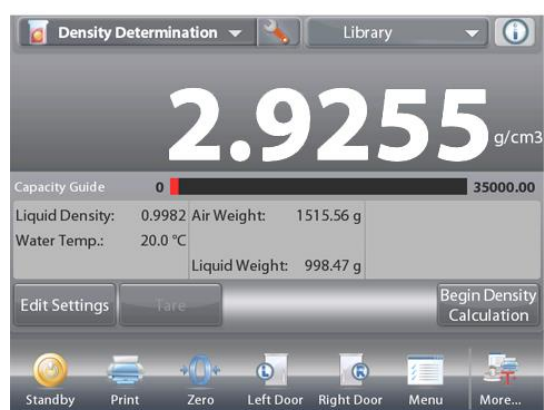 Density Determination Library
2.9255 g/cm3
Capacity Guide 0 35000.00
Liquid Density: 0.9982 Air Weight: 1515.56 g
Water Temp.: 20.0 °C
Liquid Weight: 998.47 g
Edit Settings Tare Begin Density
Calculation
Standby Print Zero Left Door Right Door Menu More...